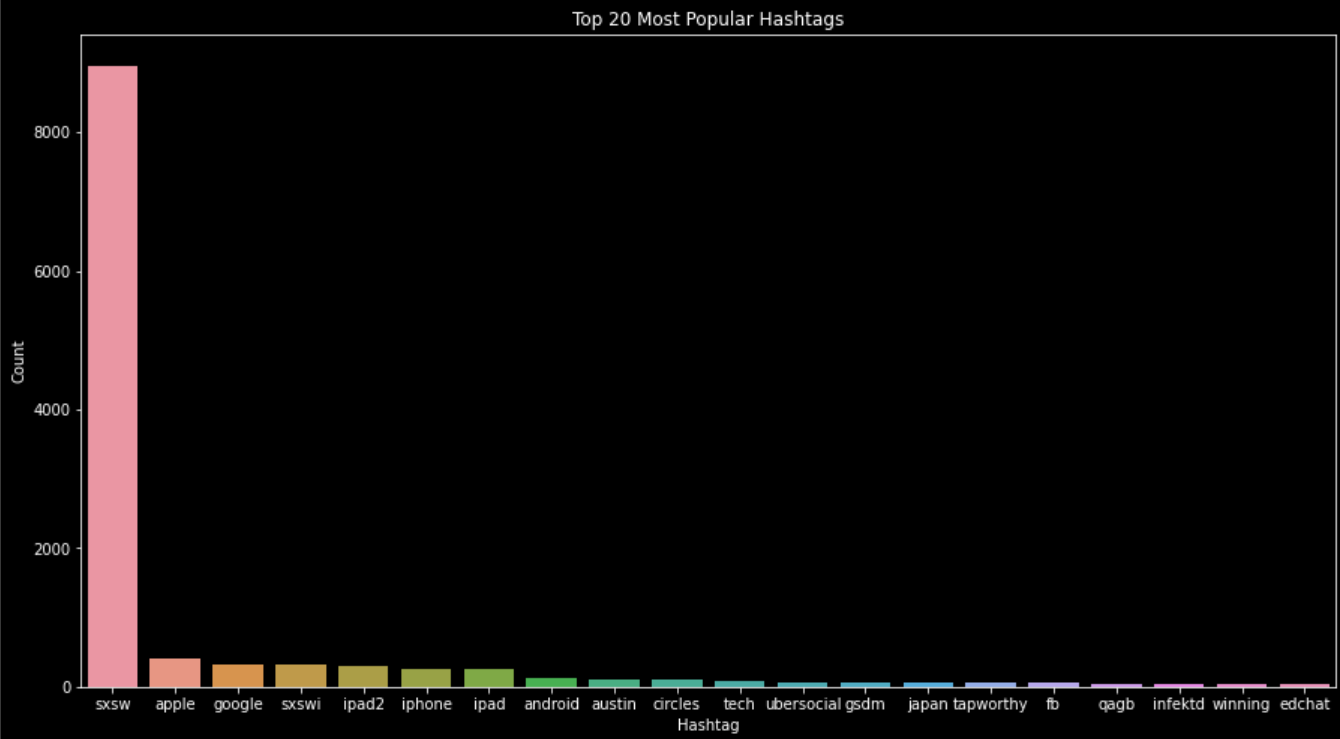 Top 20 Most Popular Hashtags
Count
8000
6000
4000
2000
0
sxsw apple google sxswi ipad2 iphone ipad android austin circles tech ubersocial gsdm japan tapworthy fb qagb infektd winning edchat
Hashtag